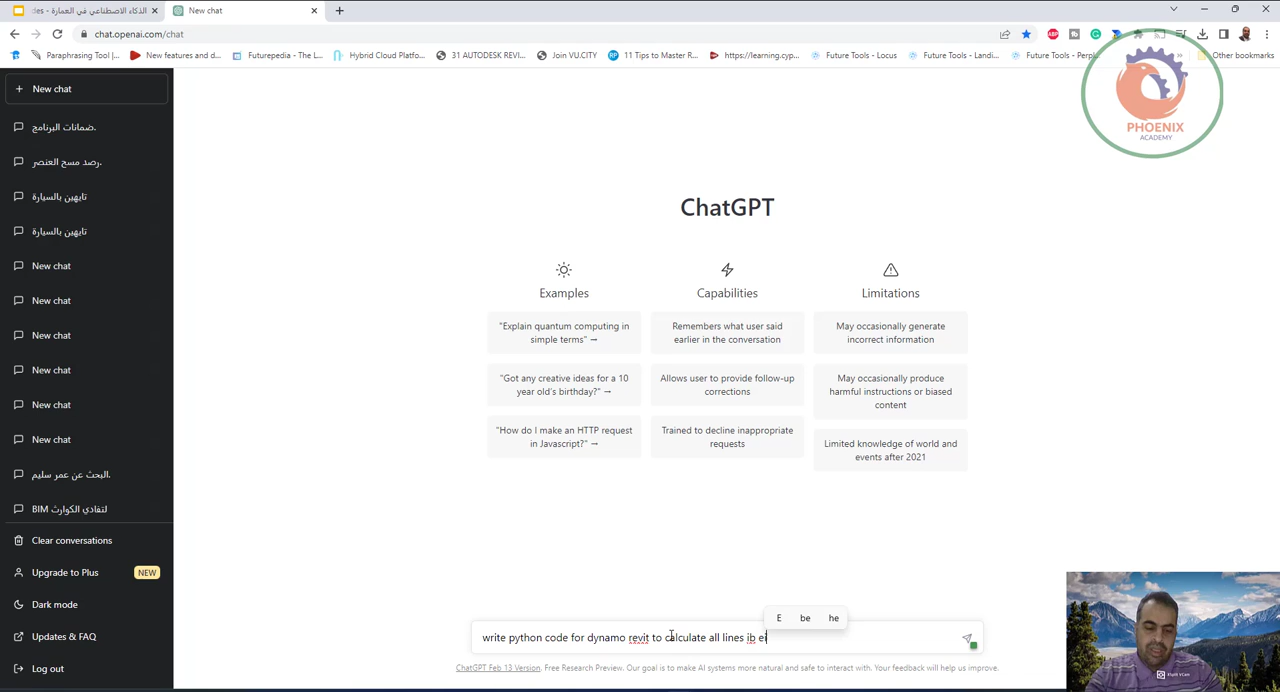 الذكاء الاصطناعي في العمارة - des
New chat
chat.openai.com/chat
Paraphrasing Tool |...
New features and d...
Futurepedia - The L...
Hybrid Cloud Platfo...
31 AUTODESK REVI...
Join VU.CITY
11 Tips to Master R...
https://learning.cyp...
Future Tools - Locus
Future Tools - Landi...
Future Tools - Perp
Other bookmarks
PHOENIX
ACADEMY
New chat
ضمانات البرنامج.
رصد مسح العنصر.
تايهين بالسيارة
تايهين بالسيارة
New chat
New chat
New chat
New chat
New chat
New chat
البحث عن عمر سليم.
BIM لتفادي الكوارث
Clear conversations
Upgrade to Plus
NEW
Dark mode
Updates & FAQ
Log out
ChatGPT
Examples
Capabilities
Limitations
"Explain quantum computing in
simple terms" →
Remembers what user said
earlier in the conversation
May occasionally generate
incorrect information
"Got any creative ideas for a 10
year old's birthday?" →
Allows user to provide follow-up
corrections
May occasionally produce
harmful instructions or biased
content
"How do I make an HTTP request
in Javascript?" →
Trained to decline inappropriate
requests
Limited knowledge of world and
events after 2021
E be he
write python code for dynamo revit to calculate all lines ib ei
ChatGPT Feb 13 Version. Free Research Preview. Our goal is to make AI systems more natural and safe to interact with. Your feedback will help us improve.